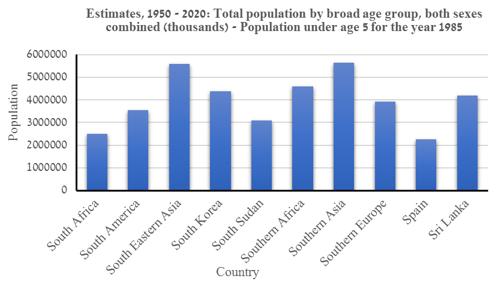 Estimates, 1950 - 2020: Total population by broad age group, both sexes
combined (thousands) - Population under age 5 for the year 1985
Population
6000000
5000000
4000000
3000000
2000000
1000000
0
South Africa
South America
South Eastern Asia
South Korea
South Sudan
Southern Africa
Southern Asia
Southern Europe
Spain
Sri Lanka
Country